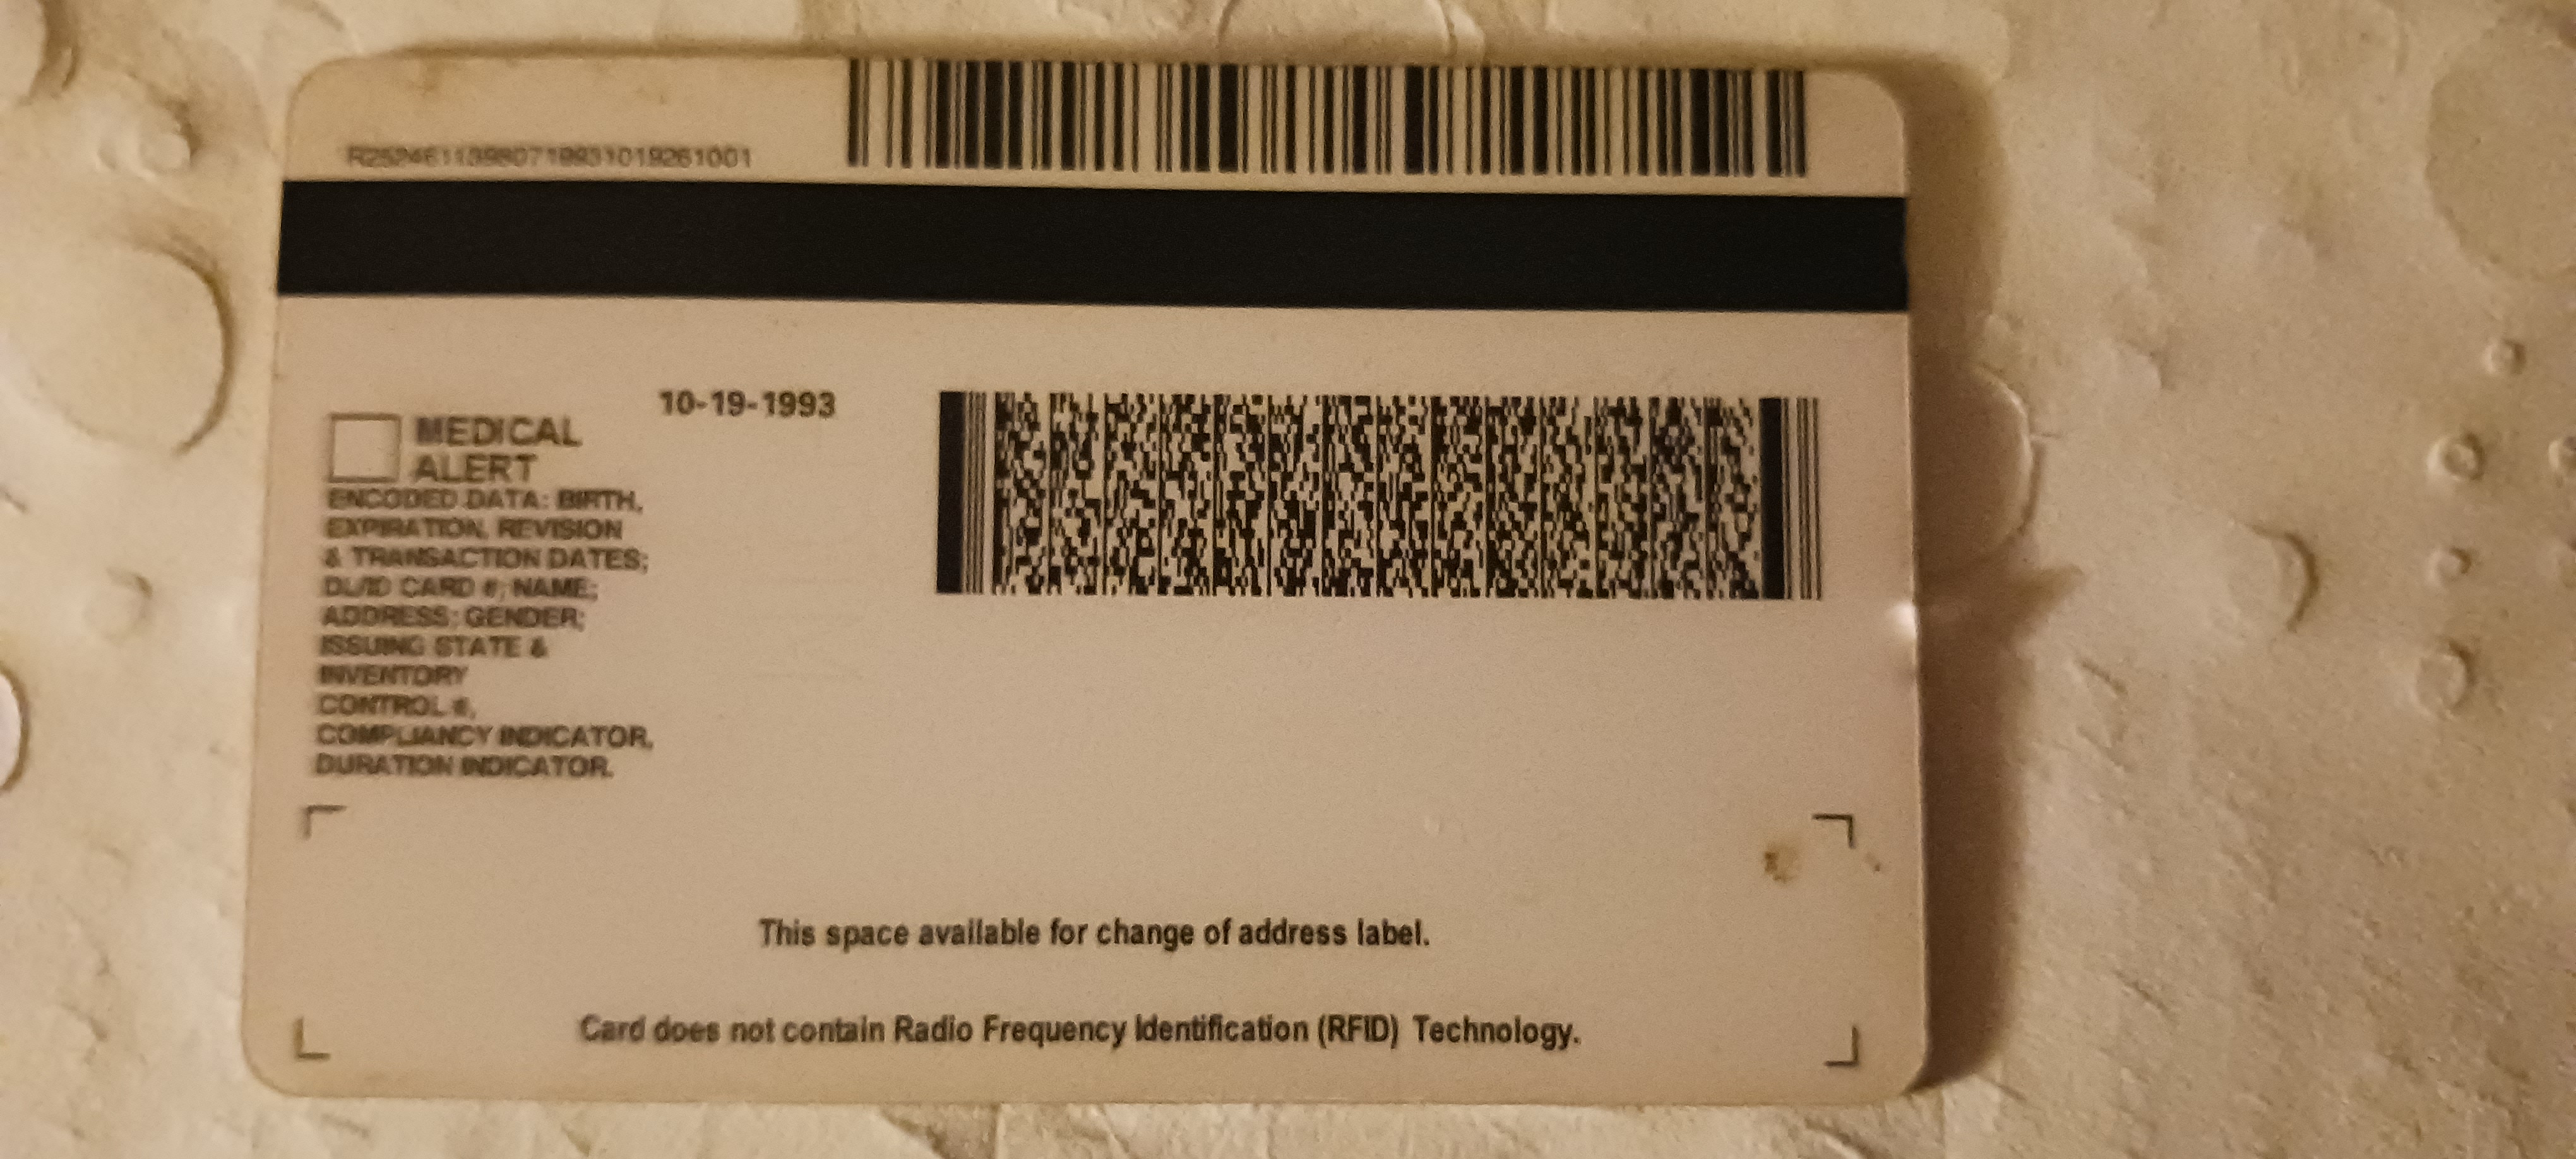 10-19-1993
MEDICAL
ALERT
ENCODED DATA: BIRTH,
EXPIRATION, REVISION
& TRANSACTION DATES;
DL/ID CARD #; NAME;
ADDRESS; GENDER;
ISSUING STATE &
INVENTORY
CONTROL #,
COMPLIANCY INDICATOR,
DURATION INDICATOR.
This space available for change of address label.
Card does not contain Radio Frequency Identification (RFID) Technology.